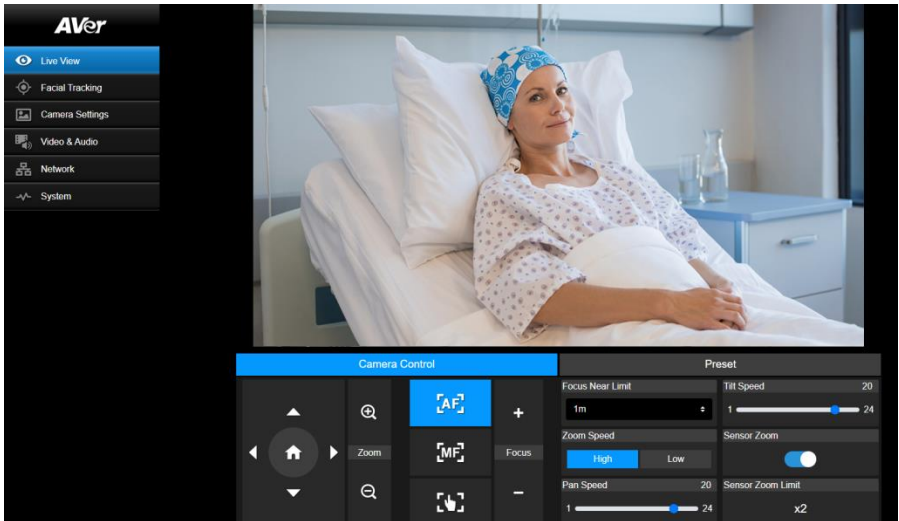 AVer
Live View
Facial Tracking
Camera Settings
Video & Audio
Network
System
Camera Control
Preset
Zoom
[AF]
[MF]
+
Focus
−
Focus Near Limit
1m
Zoom Speed
High Low
Pan Speed 20
1 24
Tilt Speed 20
1 24
Sensor Zoom
Sensor Zoom Limit
x2